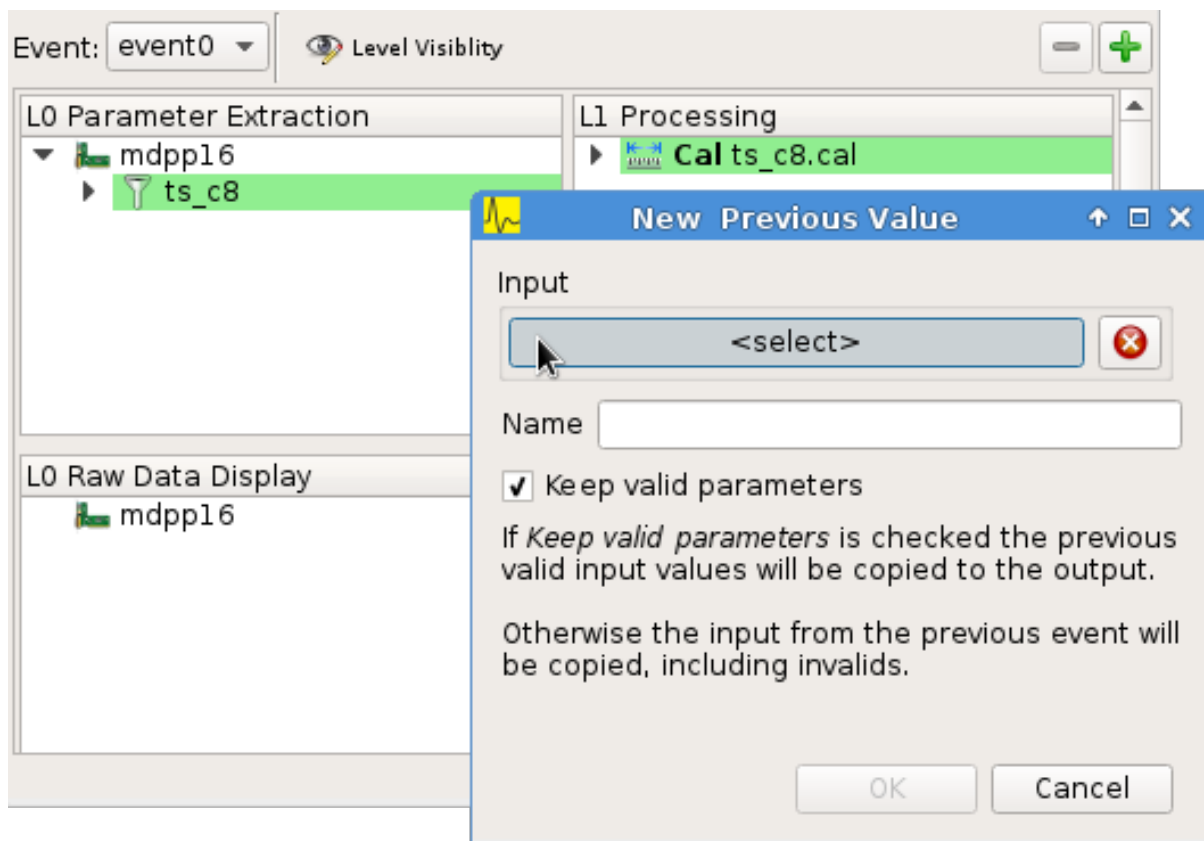 Event: event0 Level Visiblity
L0 Parameter Extraction
L1 Processing
mdpp16
Cal ts_c8.cal
ts_c8
New Previous Value
Input
<select>
Name
Keep valid parameters
If Keep valid parameters is checked the previous
valid input values will be copied to the output.
Otherwise the input from the previous event will
be copied, including invalids.
OK Cancel
L0 Raw Data Display
mdpp16